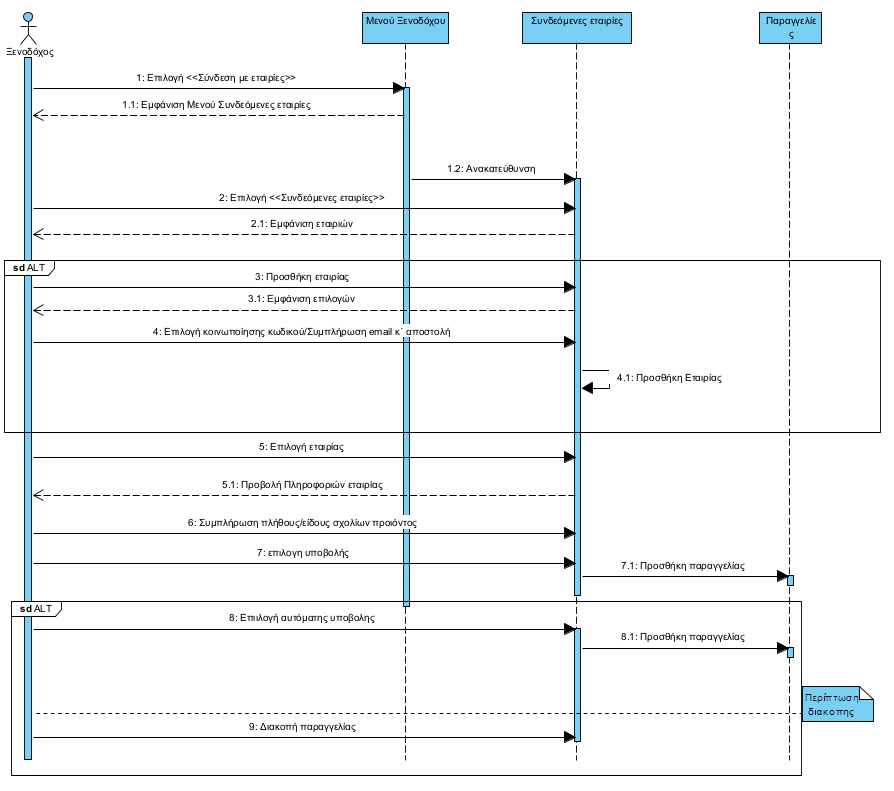 Μενού Ξενοδόχου
Συνδεόμενες εταιρίες
Παραγγελίε
ς
Ξενοδόχος
1: Επιλογή <<Σύνδεση με εταιρίες>>
1.1: Εμφάνιση Μενού Συνδεόμενες εταιρίες
1.2: Ανακατεύθυνση
2: Επιλογή <<Συνδεόμενες εταιρίες>>
2.1: Εμφάνιση εταιριών
sd ALT
3: Προσθήκη εταιρίας
3.1: Εμφάνιση επιλογών
4: Επιλογή κοινωποίησης κωδικού/Συμπλήρωση email κ΄ αποστολή
4.1: Προσθήκη Εταιρίας
5: Επιλογή εταιρίας
5.1: Προβολή Πληροφοριών εταιρίας
6: Συμπλήρωση πλήθους/είδους σχολίων προιόντος
7: επιλογη υποβολής
7.1: Προσθήκη παραγγελίας
sd ALT
8: Επιιλογή αυτόματης υποβολης
8.1: Προσθήκη παραγγελίας
Περίπτωση
διακοπης
9: Διακοπή παραγγελίας